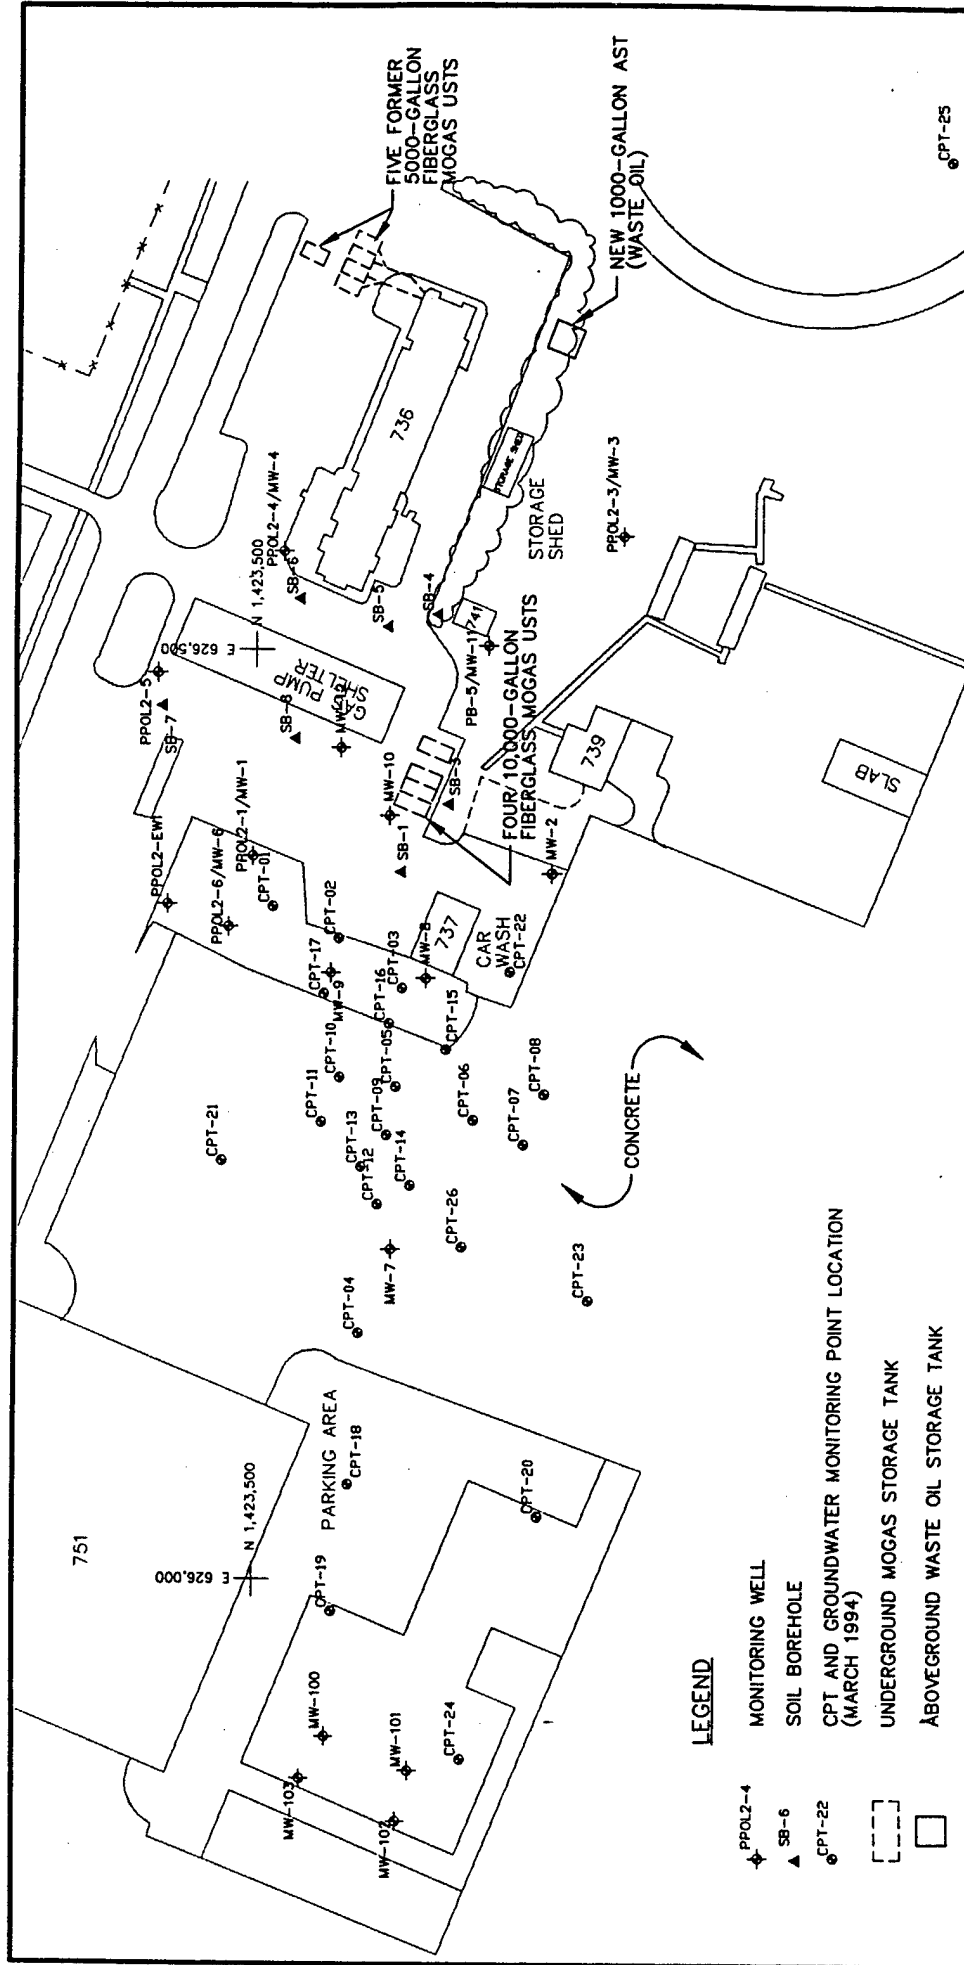 FIVE FORMER
5000-GALLON
FIBERGLASS
MOGAS USTS
NEW 1000-GALLON AST
(WASTE OIL)
CPT-25
736
PPOL2-4/MW-4
N 1,423,500
E 626,500
SB-6
SB-5
SB-4
STORAGE SHED
STORAGE
SHED
PPOL2-3/MW-3
741
PB-5/MW-11
GAS PUMP
SHELTER
PPOL2-5
SB-7
SB-8
MW-12
MW-10
SB-3
SB-1
FOUR 10,000-GALLON
FIBERGLASS MOGAS USTS
739
SLAB
MW-2
PPOL2-EW1
PPOL2-1/MW-1
PPOL2-6/MW-6
CPT-01
CPT-02
CPT-17
MW-9
CPT-03
CPT-16
MW-8
737
CAR
WASH
CPT-22
CPT-15
CPT-10
CPT-05
CPT-11
CPT-09
CPT-06
CPT-08
CPT-07
CPT-21
CPT-13
CPT-12
CPT-14
CPT-26
MW-7
CPT-23
CPT-04
CONCRETE
751
PARKING AREA
CPT-18
N 1,423,500
E 626,000
CPT-19
CPT-20
MW-100
MW-101
MW-103
MW-102
CPT-24
LEGEND
PPOL2-4 MONITORING WELL
SB-6 SOIL BOREHOLE
CPT-22 CPT AND GROUNDWATER MONITORING POINT LOCATION
(MARCH 1994)
UNDERGROUND MOGAS STORAGE TANK
ABOVEGROUND WASTE OIL STORAGE TANK